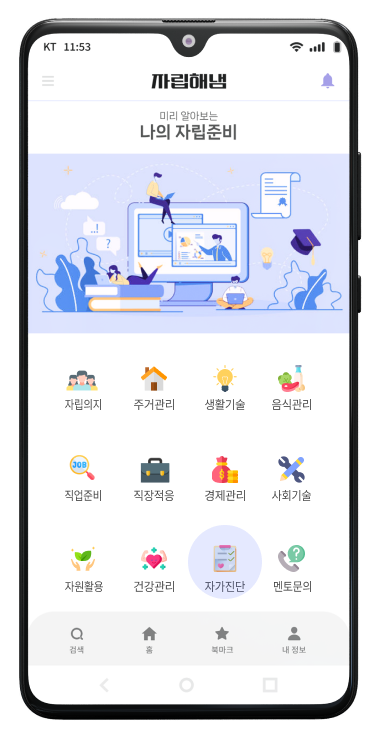 KT 11:53
자립해냄
미리 알아보는
나의 자립준비
..!
?
자립의지 주거관리 생활기술 음식관리
JOB
직업준비 직장적응 경제관리 사회기술
$
?
자원활용 건강관리 자가진단 멘토문의
검색 홈 북마크 내 정보